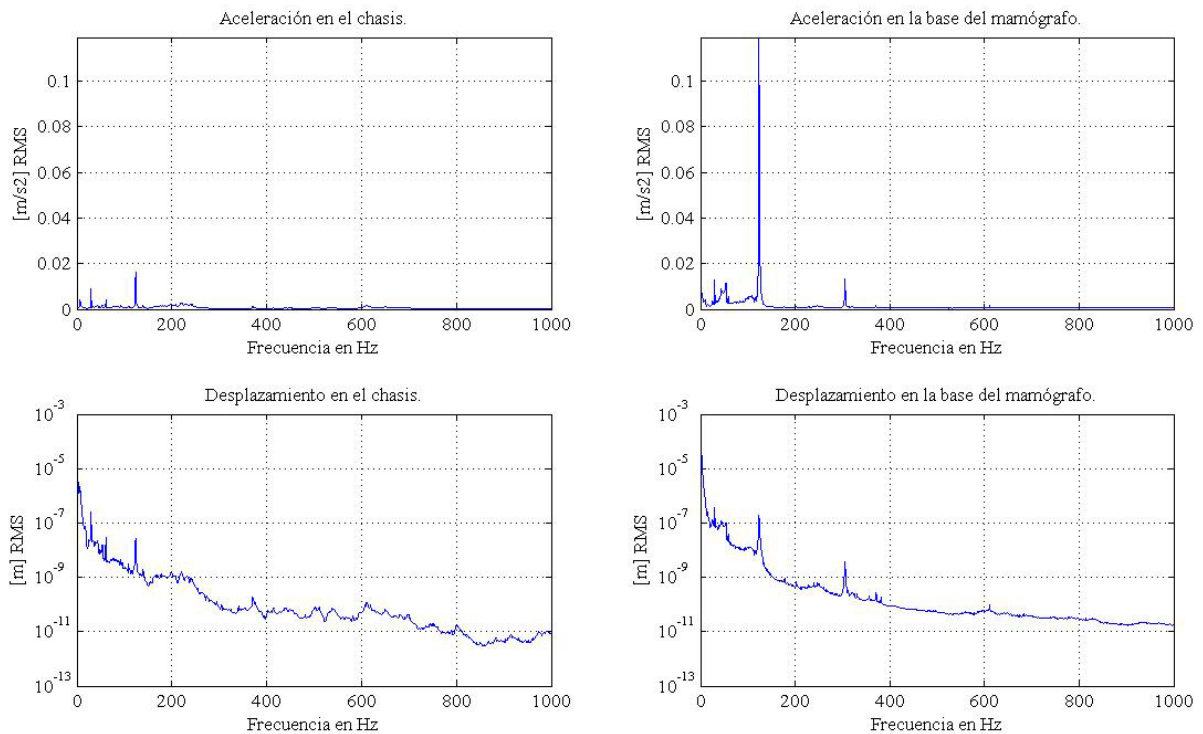 Aceleración en el chasis.
[m/s2] RMS
0.1
0.08
0.06
0.04
0.02
0
0 200 400 600 800 1000
Frecuencia en Hz
Aceleración en la base del mamógrafo.
[m/s2] RMS
0.1
0.08
0.06
0.04
0.02
0
0 200 400 600 800 1000
Frecuencia en Hz
Desplazamiento en el chasis.
[m] RMS
10^-3
10^-5
10^-7
10^-9
10^-11
10^-13
0 200 400 600 800 1000
Frecuencia en Hz
Desplazamiento en la base del mamógrafo.
[m] RMS
10^-3
10^-5
10^-7
10^-9
10^-11
10^-13
0 200 400 600 800 1000
Frecuencia en Hz